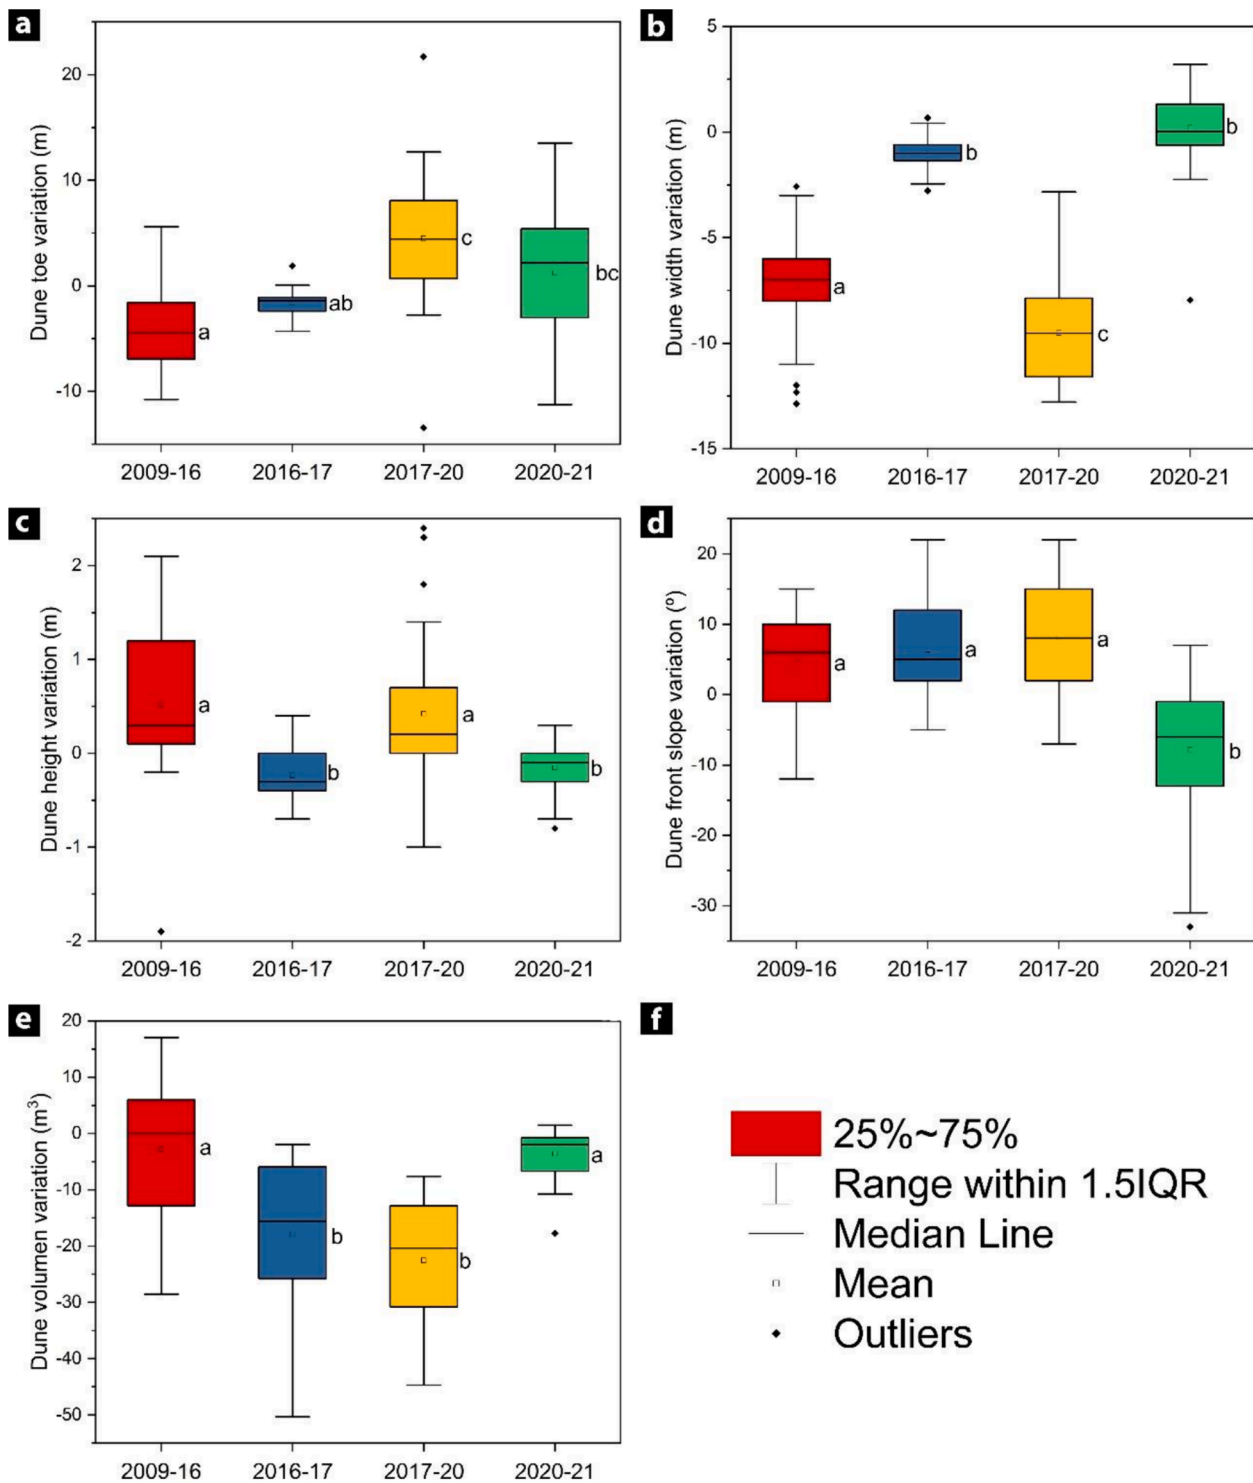 a
Dune toe variation (m)
20
10
0
-10
a
ab
c
bc
2009-16 2016-17 2017-20 2020-21
b
Dune width variation (m)
5
0
-5
-10
-15
a
b
c
b
2009-16 2016-17 2017-20 2020-21
c
Dune height variation (m)
2
1
0
-1
-2
a
b
a
b
2009-16 2016-17 2017-20 2020-21
d
Dune front slope variation (º)
20
10
0
-10
-20
-30
a
a
a
b
2009-16 2016-17 2017-20 2020-21
e
Dune volumen variation (m³)
20
10
0
-10
-20
-30
-40
-50
a
b
b
a
2009-16 2016-17 2017-20 2020-21
f
25%~75%
Range within 1.5IQR
Median Line
Mean
Outliers